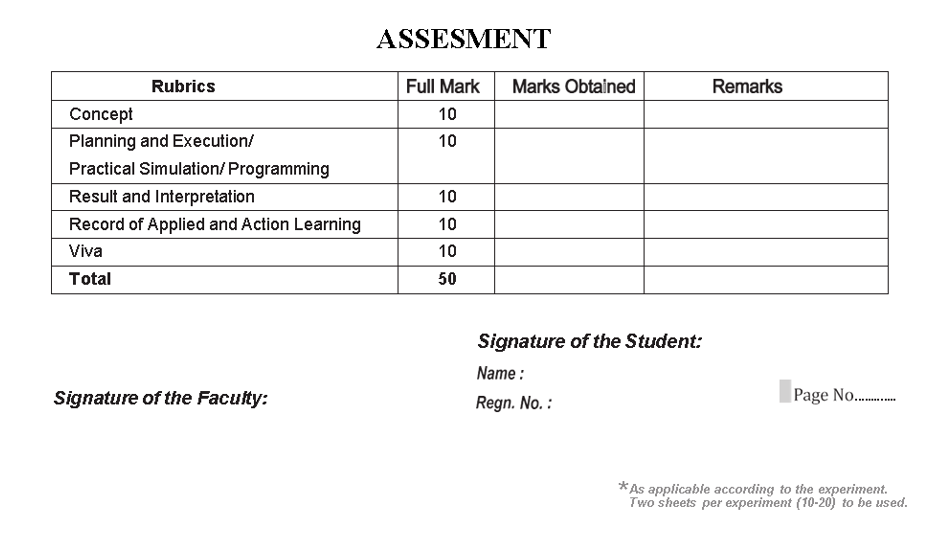 ASSESMENT
Rubrics Full Mark Marks Obtained Remarks
Concept 10
Planning and Execution/ 10
Practical Simulation/ Programming
Result and Interpretation 10
Record of Applied and Action Learning 10
Viva 10
Total 50
Signature of the Student:
Name :
Signature of the Faculty:
Regn. No. :
Page No.............
*As applicable according to the experiment.
Two sheets per experiment (10-20) to be used.